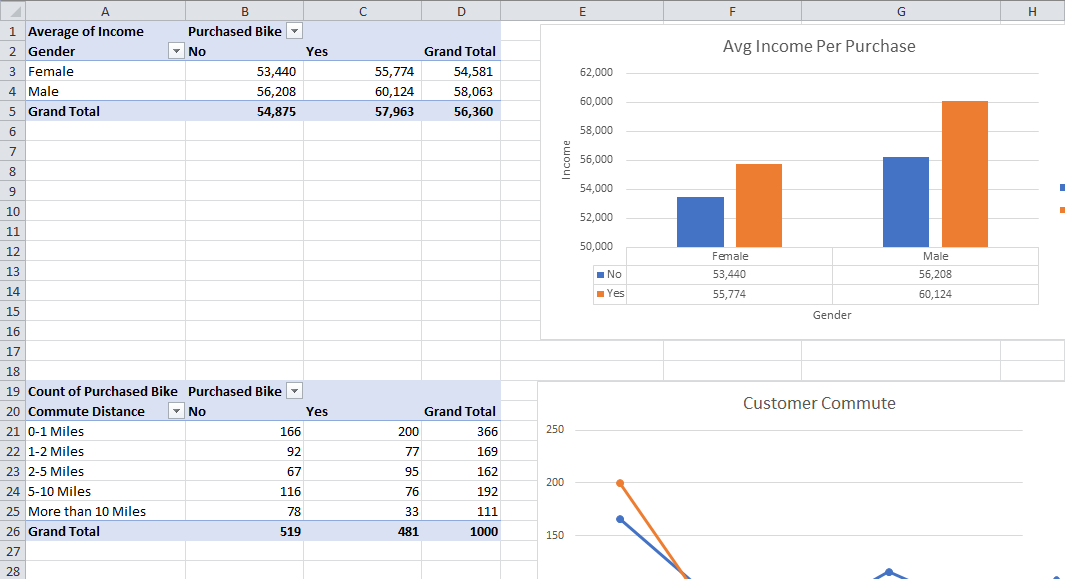 A B C D E F G H
1 Average of Income Purchased Bike
2 Gender No Yes Grand Total
3 Female 53,440 55,774 54,581
4 Male 56,208 60,124 58,063
5 Grand Total 54,875 57,963 56,360
6
7
8
9
10
11
12
13
14
15
16
17
18
19 Count of Purchased Bike Purchased Bike
20 Commute Distance No Yes Grand Total
21 0-1 Miles 166 200 366
22 1-2 Miles 92 77 169
23 2-5 Miles 67 95 162
24 5-10 Miles 116 76 192
25 More than 10 Miles 78 33 111
26 Grand Total 519 481 1000
27
28
Avg Income Per Purchase
62,000
60,000
58,000
56,000
54,000
52,000
50,000
Income
Female Male
No 53,440 56,208
Yes 55,774 60,124
Gender
Customer Commute
250
200
150